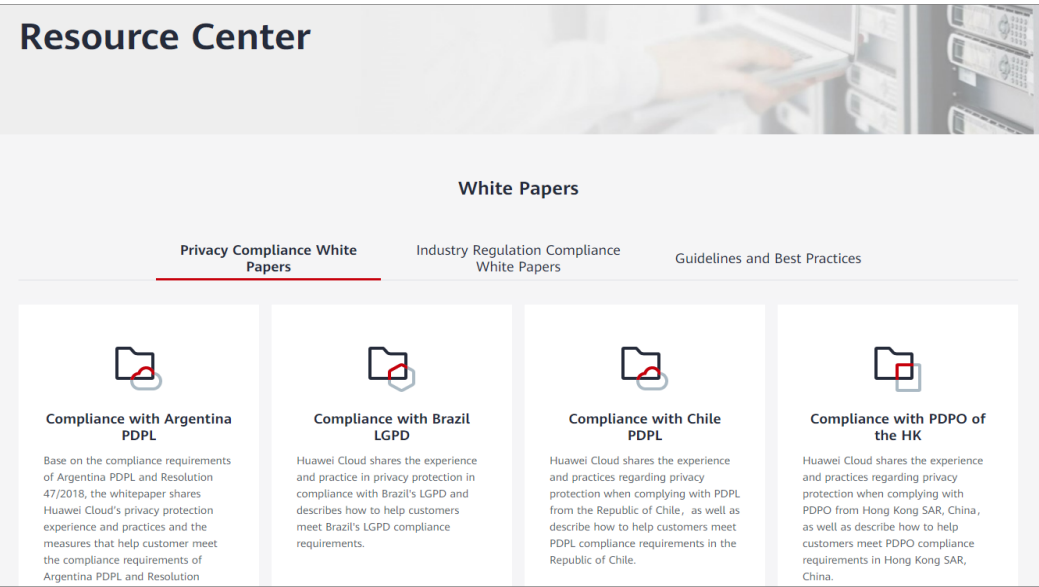 Resource Center
White Papers
Privacy Compliance White
Papers
Industry Regulation Compliance
White Papers
Guidelines and Best Practices
Compliance with Argentina
PDPL
Base on the compliance requirements
of Argentina PDPL and Resolution
47/2018, the whitepaper shares
Huawei Cloud's privacy protection
experience and practices and the
measures that help customer meet
the compliance requirements of
Argentina PDPL and Resolution
Compliance with Brazil
LGPD
Huawei Cloud shares the experience
and practice in privacy protection in
compliance with Brazil's LGPD and
describes how to help customers
meet Brazil's LGPD compliance
requirements.
Compliance with Chile
PDPL
Huawei Cloud shares the experience
and practices regarding privacy
protection when complying with PDPL
from the Republic of Chile，as well as
describe how to help customers meet
PDPL compliance requirements in the
Republic of Chile.
Compliance with PDPO of
the HK
Huawei Cloud shares the experience
and practices regarding privacy
protection when complying with
PDPO from Hong Kong SAR, China，
as well as describe how to help
customers meet PDPO compliance
requirements in Hong Kong SAR,
China.